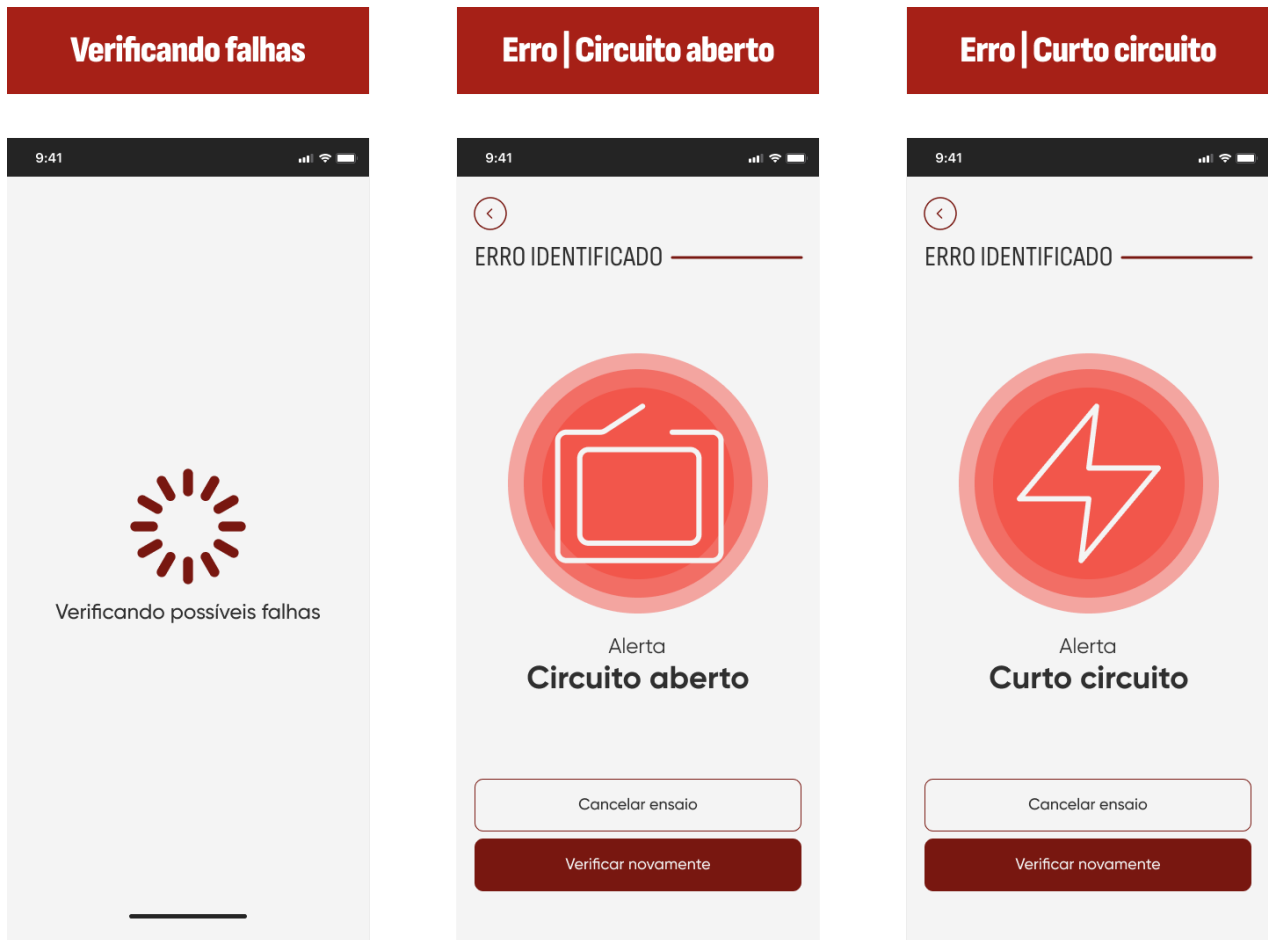 Verificando falhas
Erro | Circuito aberto
Erro | Curto circuito
9:41
Verificando possíveis falhas
9:41
ERRO IDENTIFICADO
Alerta
Circuito aberto
Cancelar ensaio
Verificar novamente
9:41
ERRO IDENTIFICADO
Alerta
Curto circuito
Cancelar ensaio
Verificar novamente